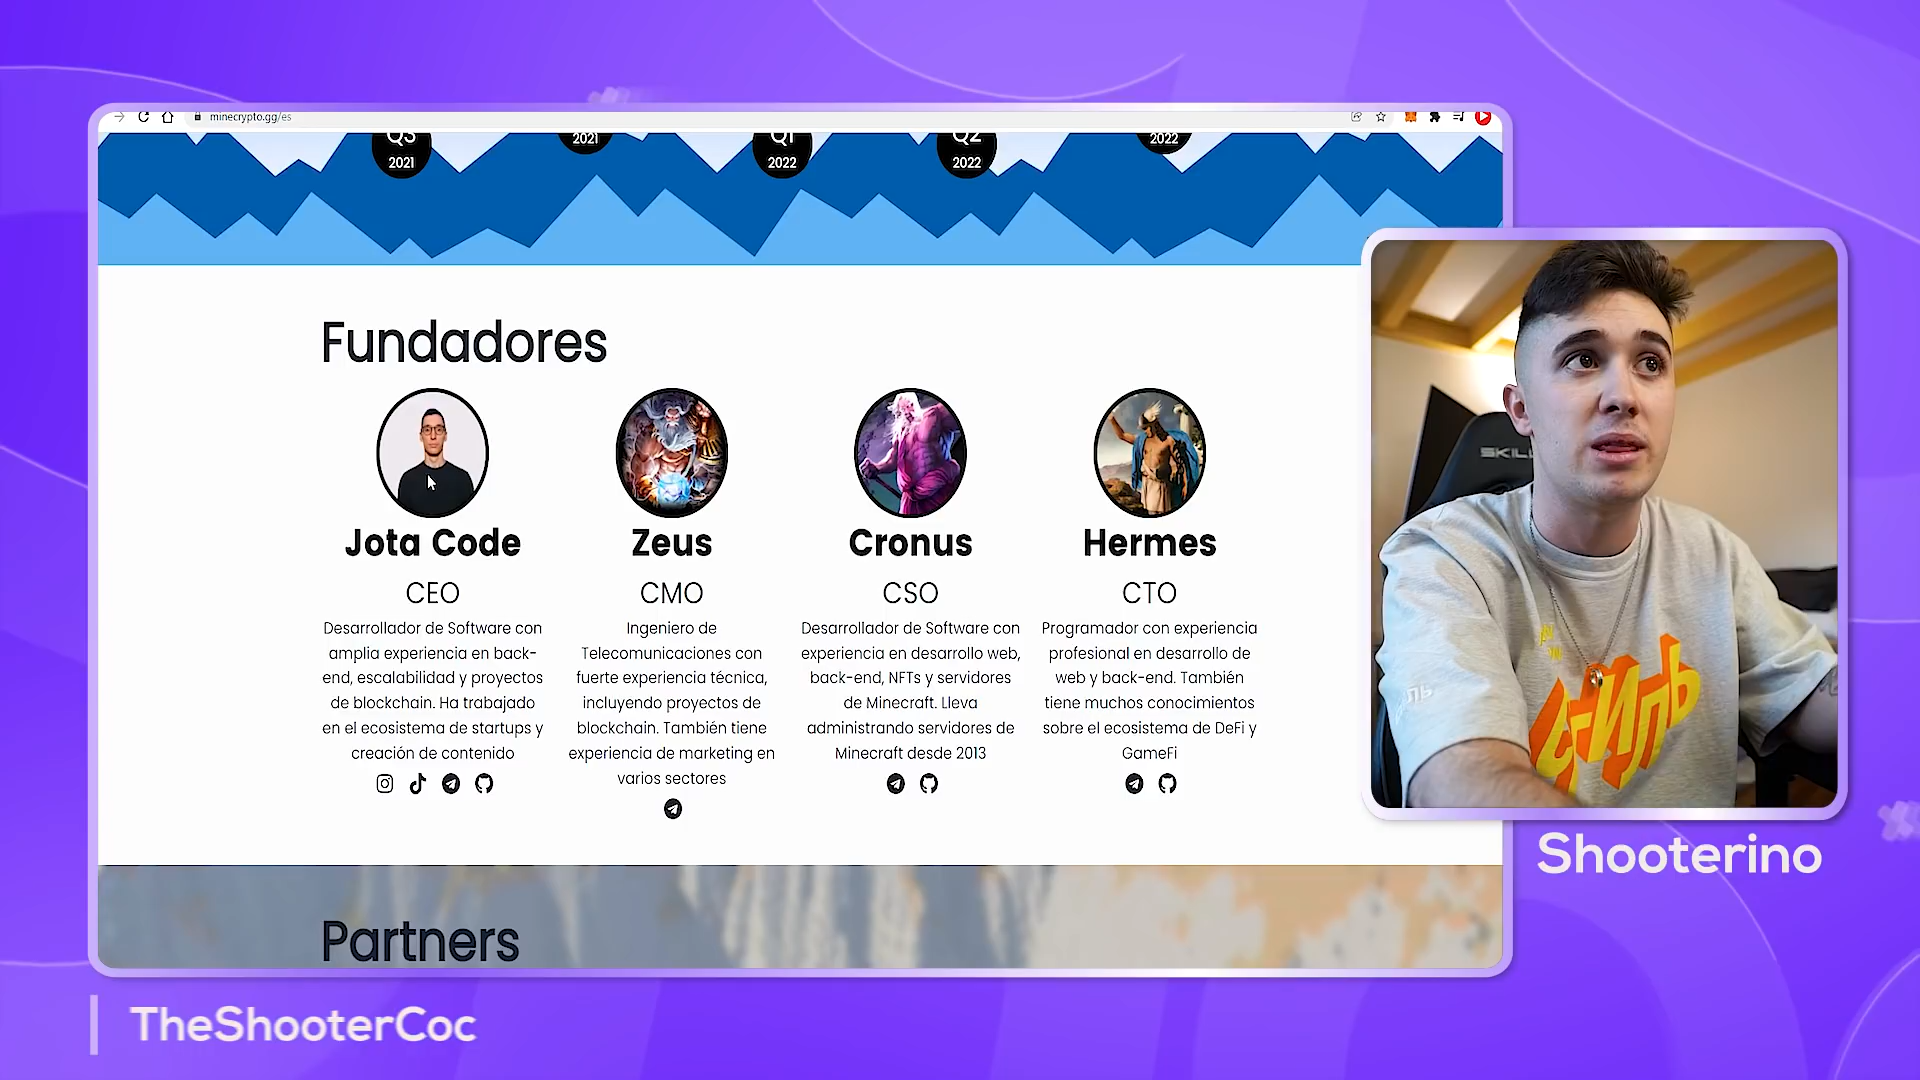 minecrypto.gg/es
Q3
2021
2021
Q1
2022
Q2
2022
2022
Fundadores
Jota Code
CEO
Desarrollador de Software con
amplia experiencia en back-
end, escalabilidad y proyectos
de blockchain. Ha trabajado
en el ecosistema de startups y
creación de contenido
Zeus
CMO
Ingeniero de
Telecomunicaciones con
fuerte experiencia técnica,
incluyendo proyectos de
blockchain. También tiene
experiencia de marketing en
varios sectores
Cronus
CSO
Desarrollador de Software con
experiencia en desarrollo web,
back-end, NFTs y servidores
de Minecraft. Lleva
administrando servidores de
Minecraft desde 2013
Hermes
CTO
Programador con experiencia
profesional en desarrollo de
web y back-end. También
tiene muchos conocimientos
sobre el ecosistema de DeFi y
GameFi
Partners
SKILL
стиль
Shooterino
TheShooterCoc